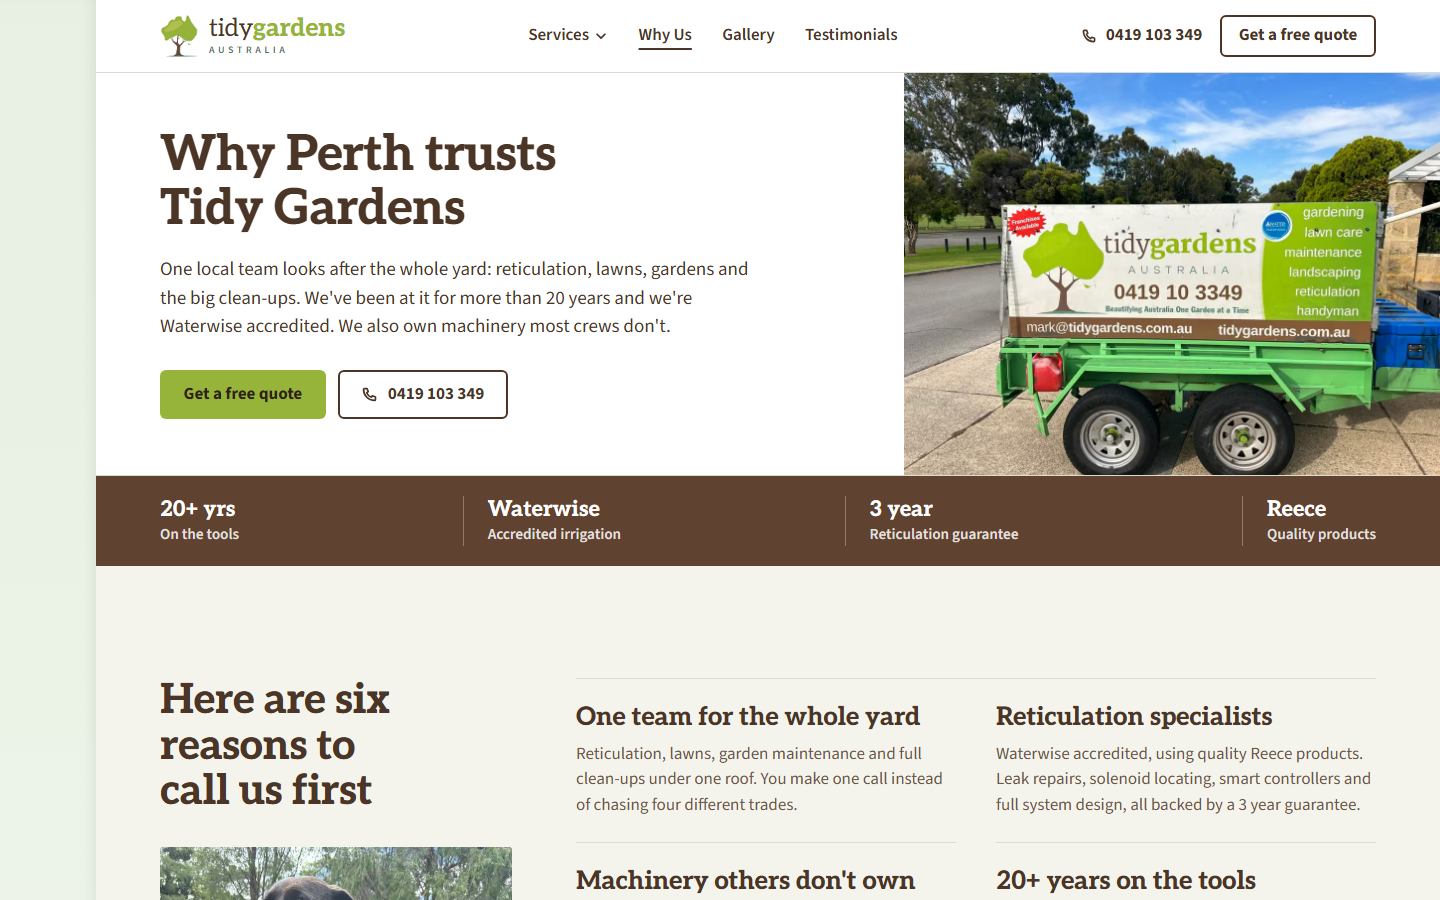 tidygardens
AUSTRALIA
Services
Why Us
Gallery
Testimonials
0419 103 349
Get a free quote
Why Perth trusts
Tidy Gardens
One local team looks after the whole yard: reticulation, lawns, gardens and
the big clean-ups. We've been at it for more than 20 years and we're
Waterwise accredited. We also own machinery most crews don't.
Get a free quote
0419 103 349
Franchises
Available
tidygardens
AUSTRALIA
0419 10 3349
Beautifying Australia One Garden at a Time
mark@tidygardens.com.au
tidygardens.com.au
gardening
lawn care
maintenance
landscaping
reticulation
handyman
20+ yrs
On the tools
Waterwise
Accredited irrigation
3 year
Reticulation guarantee
Reece
Quality products
Here are six
reasons to
call us first
One team for the whole yard
Reticulation, lawns, garden maintenance and full
clean-ups under one roof. You make one call instead
of chasing four different trades.
Reticulation specialists
Waterwise accredited, using quality Reece products.
Leak repairs, solenoid locating, smart controllers and
full system design, all backed by a 3 year guarantee.
Machinery others don't own
20+ years on the tools